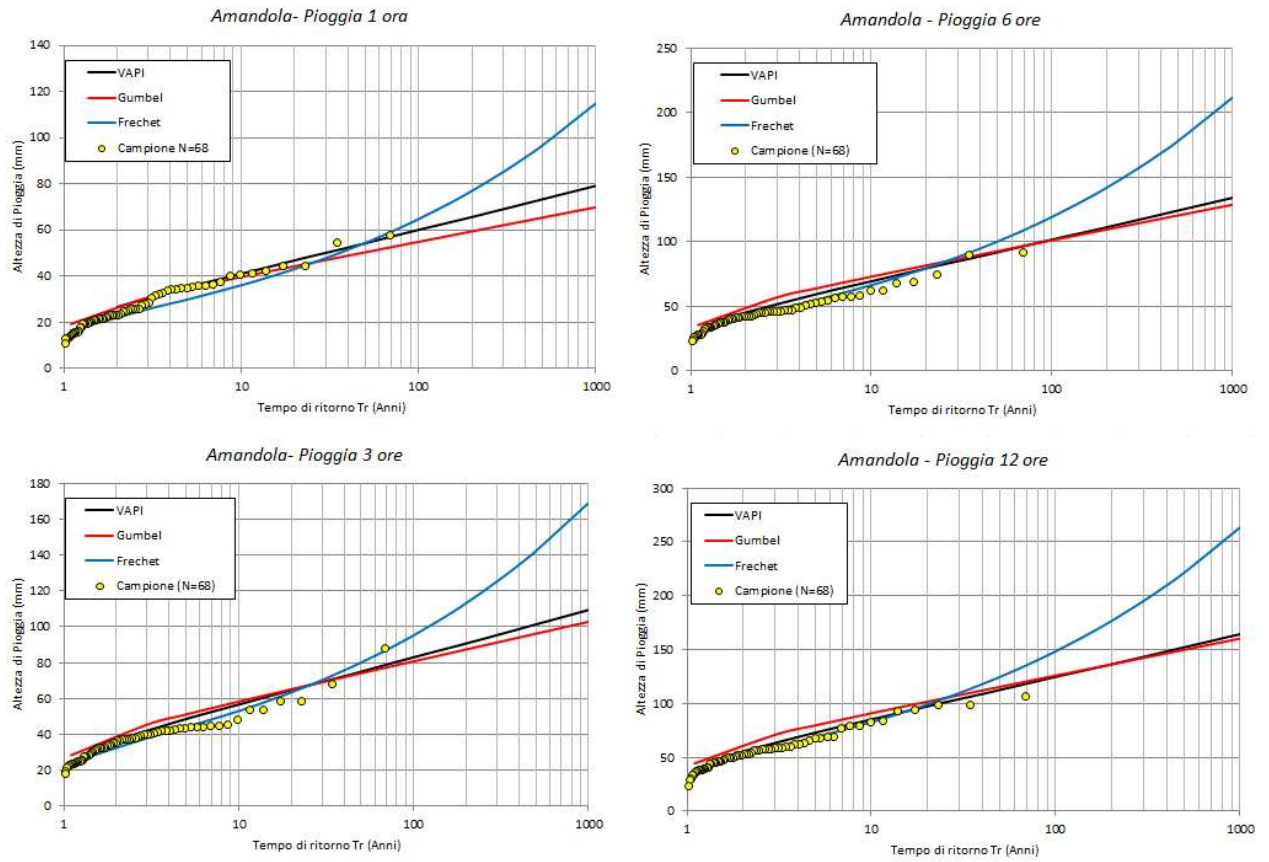 Amandola- Pioggia 1 ora
Altezza di Pioggia (mm)
140
120
100
80
60
40
20
0
VAPI
Gumbel
Frechet
Campione N=68
1 10 100 1000
Tempo di ritorno Tr (Anni)
Amandola - Pioggia 6 ore
Altezza di Pioggia (mm)
250
200
150
100
50
0
VAPI
Gumbel
Frechet
Campione (N=68)
1 10 100 1000
Tempo di ritorno Tr (Anni)
Amandola- Pioggia 3 ore
Altezza di Pioggia (mm)
180
160
140
120
100
80
60
40
20
0
VAPI
Gumbel
Frechet
Campione (N=68)
1 10 100 1000
Tempo di ritorno Tr (Anni)
Amandola - Pioggia 12 ore
Altezza di Pioggia (mm)
300
250
200
150
100
50
0
VAPI
Gumbel
Frechet
Campione (N=68)
1 10 100 1000
Tempo di ritorno Tr (Anni)